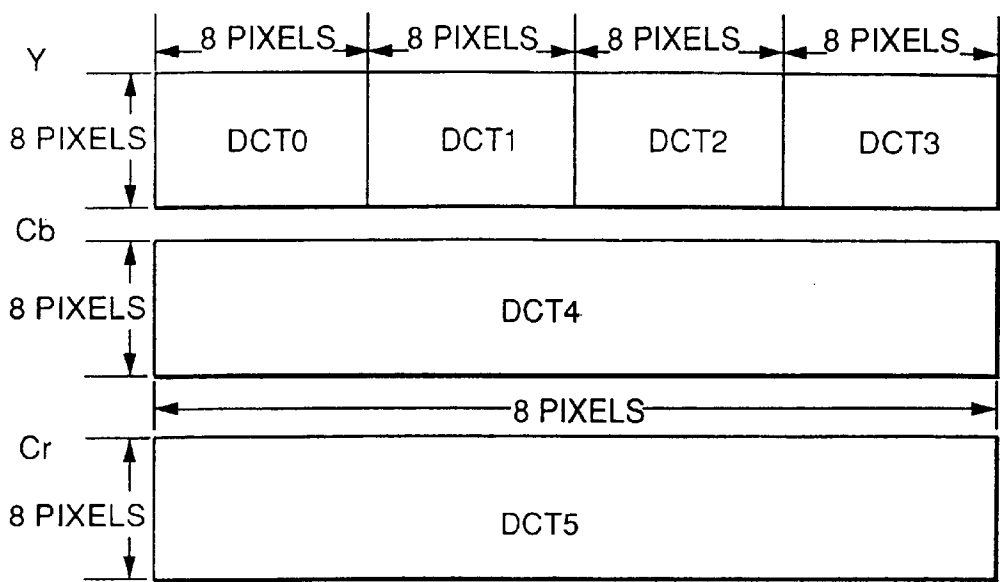 8 PIXELS 8 PIXELS 8 PIXELS 8 PIXELS
Y
8 PIXELS DCT0 DCT1 DCT2 DCT3
Cb
8 PIXELS DCT4
8 PIXELS
Cr
8 PIXELS DCT5